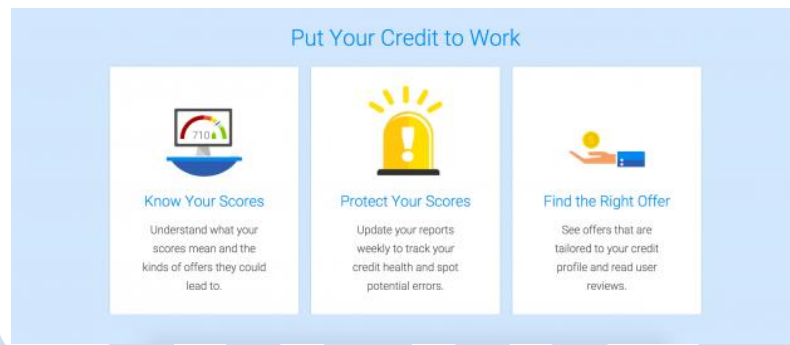 Put Your Credit to Work
710
Know Your Scores
Understand what your
scores mean and the
kinds of offers they could
lead to.
Protect Your Scores
Update your reports
weekly to track your
credit health and spot
potential errors.
Find the Right Offer
See offers that are
tailored to your credit
profile and read user
reviews.